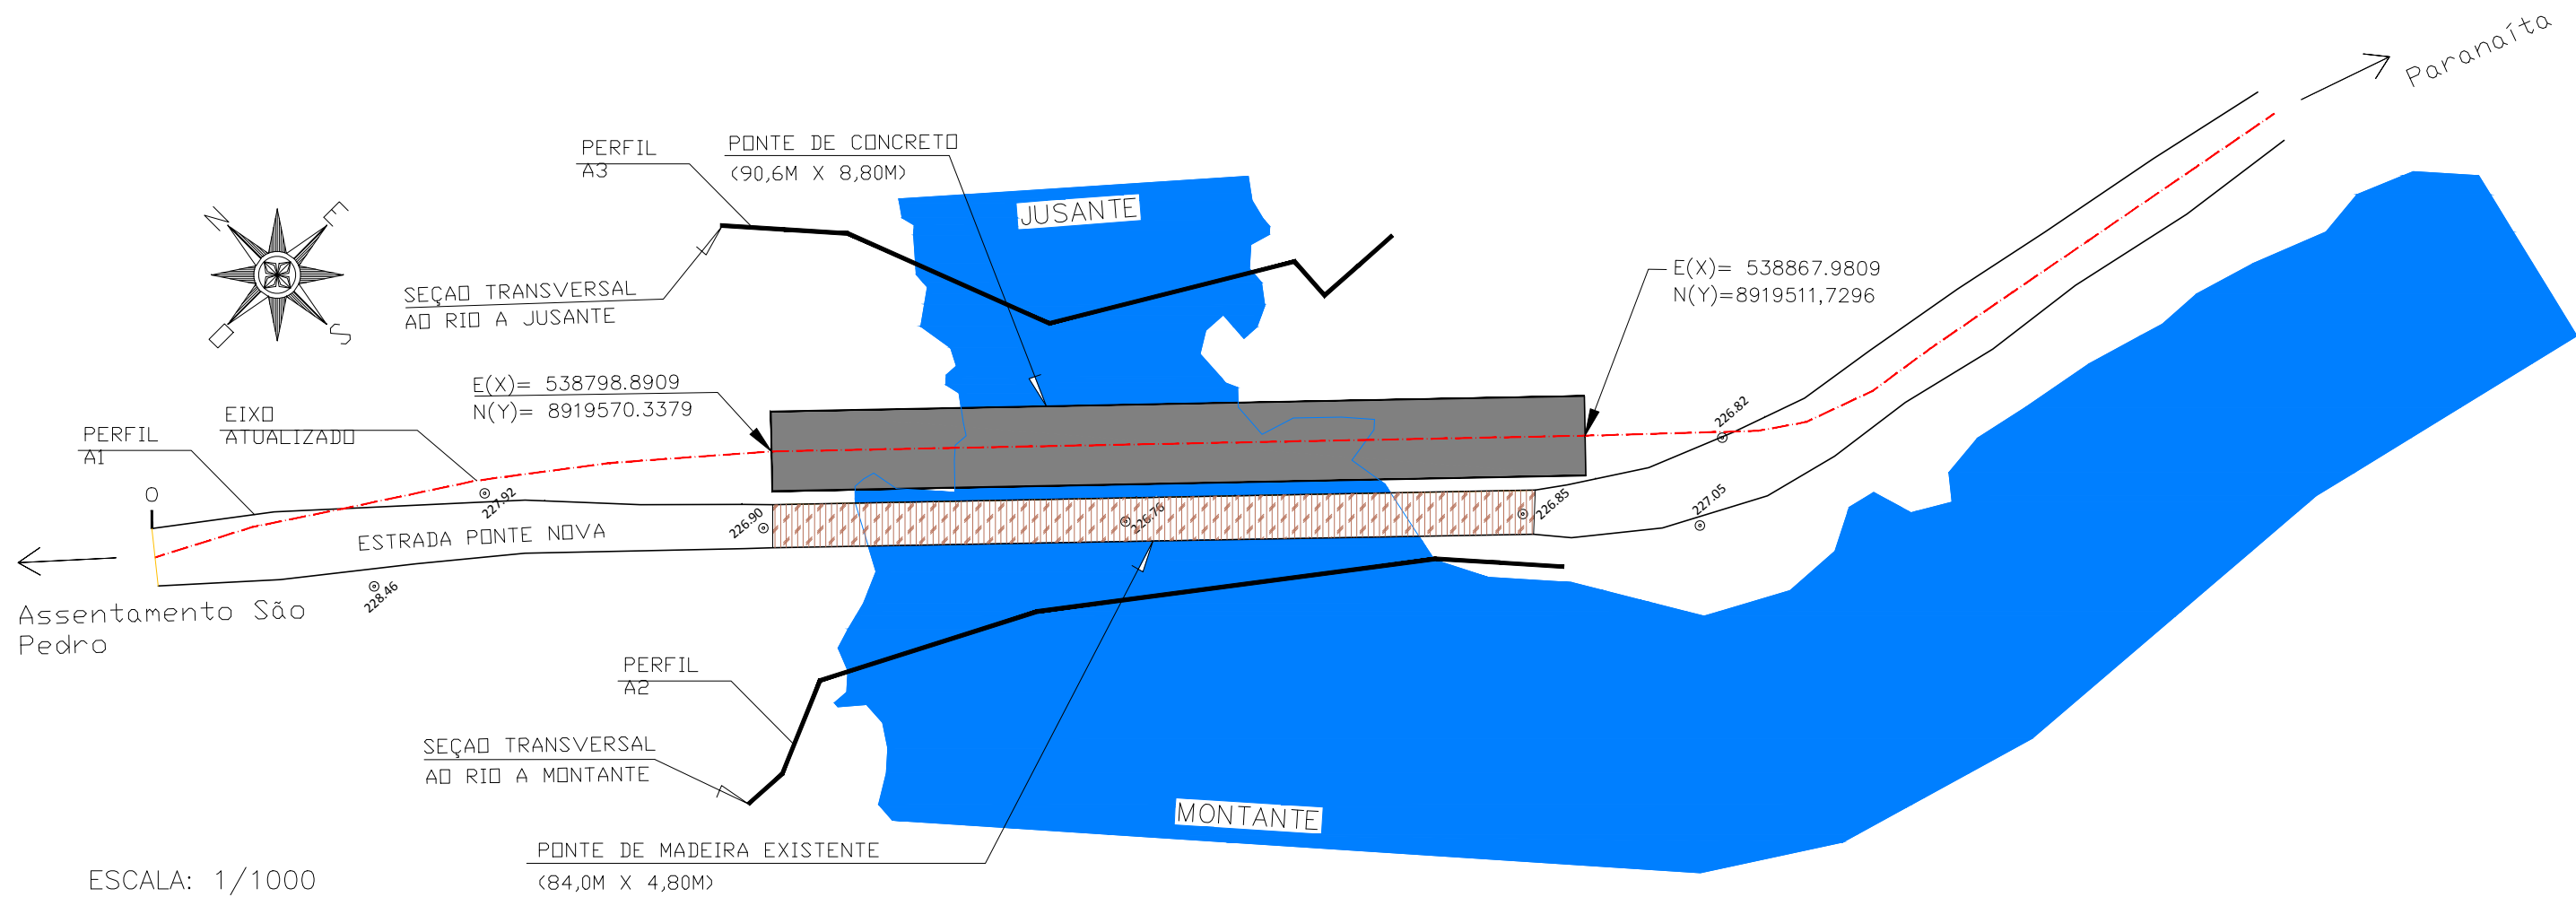 Paranaíta
PERFIL
A3
PONTE DE CONCRETO
(90,6M X 8,80M)
JUSANTE
N
E
O
S
SEÇAO TRANSVERSAL
AO RIO A JUSANTE
E(X)= 538867.9809
N(Y)=8919511,7296
E(X)= 538798.8909
N(Y)= 8919570.3379
EIXO
ATUALIZADO
PERFIL
A1
0
226.82
227.92
226.90
226.76
226.85
227.05
ESTRADA PONTE NOVA
228.46
Assentamento São
Pedro
PERFIL
A2
SEÇAO TRANSVERSAL
AO RIO A MONTANTE
MONTANTE
PONTE DE MADEIRA EXISTENTE
(84,0M X 4,80M)
ESCALA: 1/1000